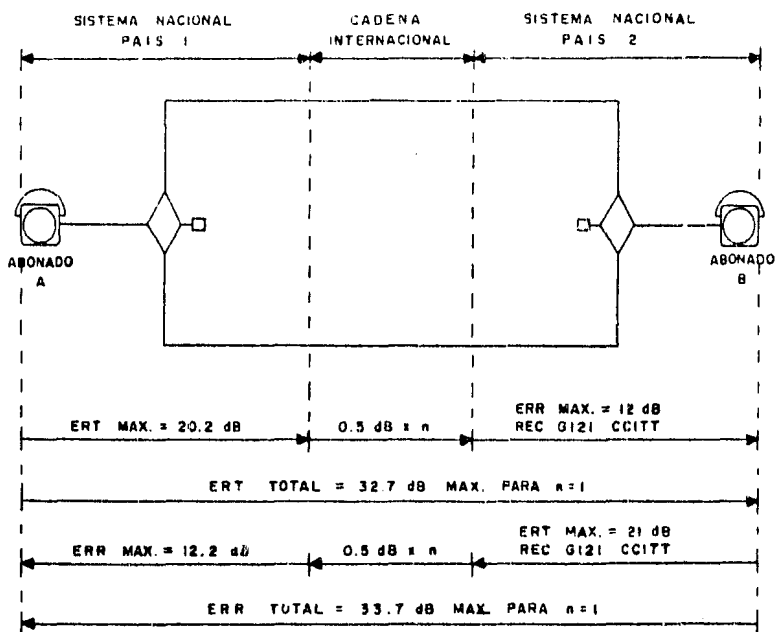 SISTEMA NACIONAL
PAIS 1
CADENA
INTERNACIONAL
SISTEMA NACIONAL
PAIS 2
ABONADO
A
ABONADO
B
ERT MAX. = 20.2 dB
0.5 dB x n
ERR MAX. = 12 dB
REC G121 CCITT
ERT TOTAL = 32.7 dB MAX. PARA n=1
ERR MAX. = 12.2 dB
0.5 dB x n
ERT MAX. = 21 dB
REC G121 CCITT
ERR TOTAL = 33.7 dB MAX. PARA n=1